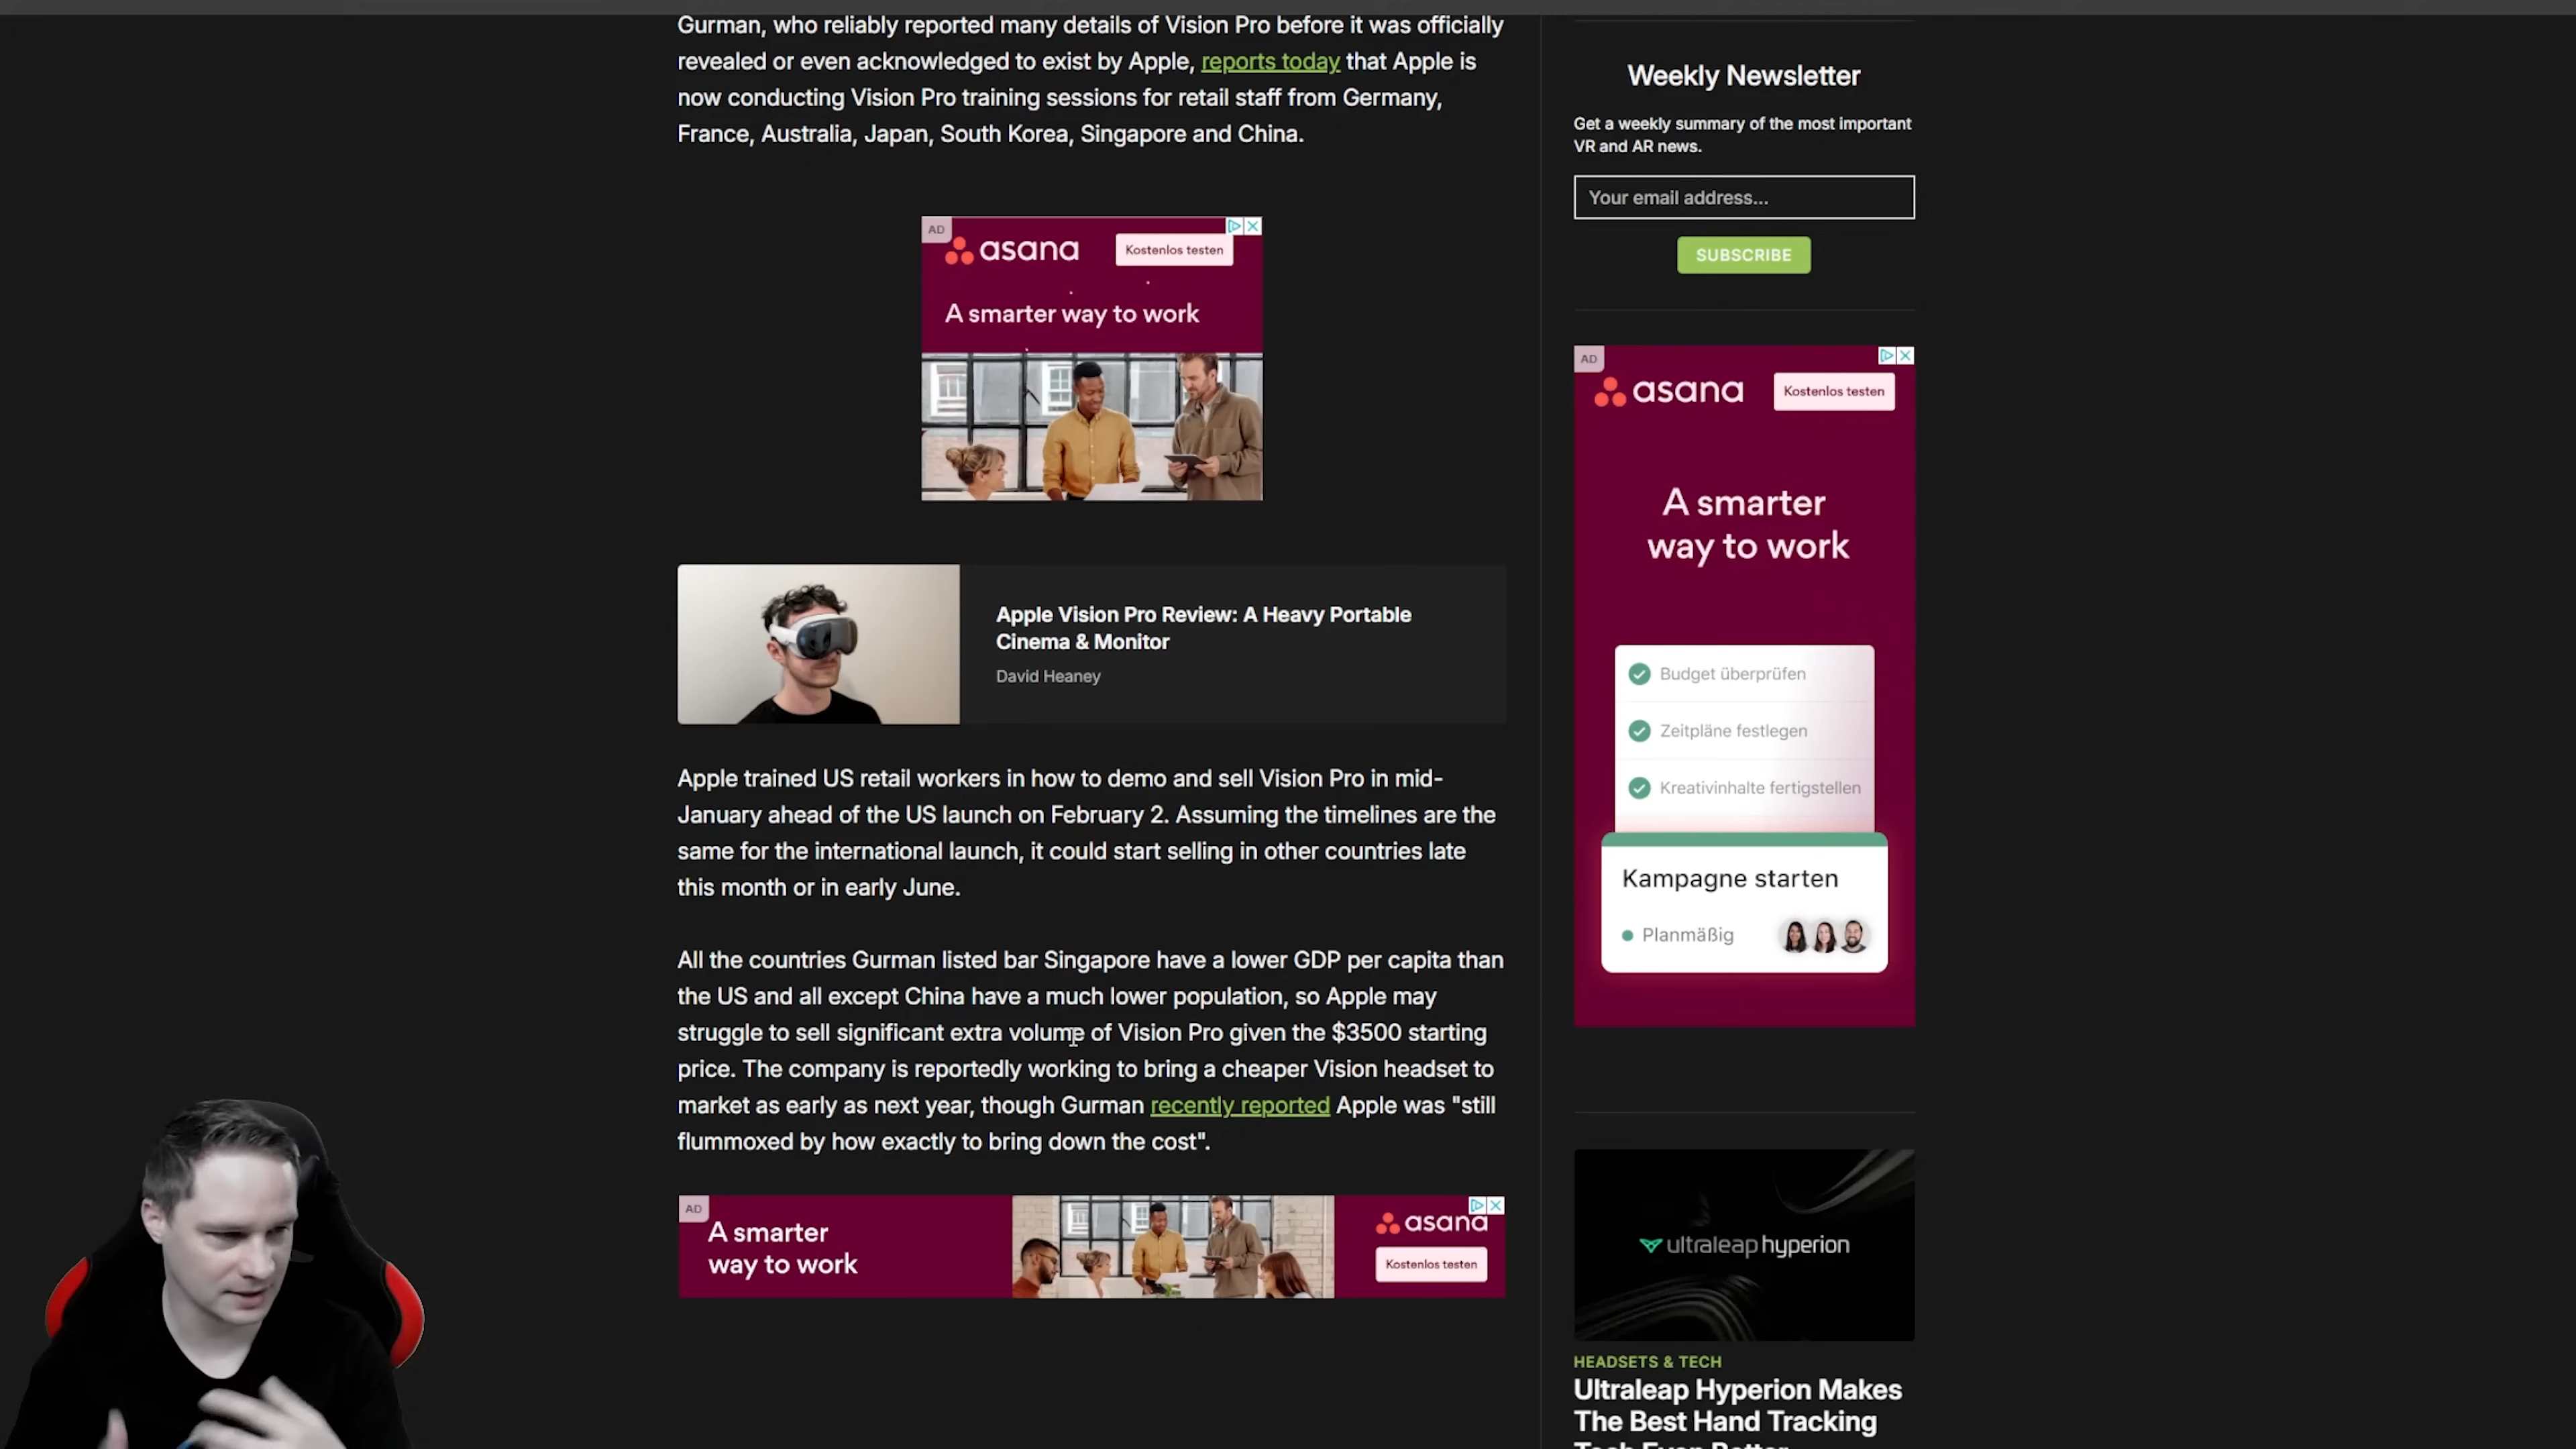 Gurman, who reliably reported many details of Vision Pro before it was officially
revealed or even acknowledged to exist by Apple, reports today that Apple is
now conducting Vision Pro training sessions for retail staff from Germany,
France, Australia, Japan, South Korea, Singapore and China.
AD
asana
Kostenlos testen
A smarter way to work
Apple Vision Pro Review: A Heavy Portable
Cinema & Monitor
David Heaney
Apple trained US retail workers in how to demo and sell Vision Pro in mid-
January ahead of the US launch on February 2. Assuming the timelines are the
same for the international launch, it could start selling in other countries late
this month or in early June.
All the countries Gurman listed bar Singapore have a lower GDP per capita than
the US and all except China have a much lower population, so Apple may
struggle to sell significant extra volume of Vision Pro given the $3500 starting
price. The company is reportedly working to bring a cheaper Vision headset to
market as early as next year, though Gurman recently reported Apple was "still
flummoxed by how exactly to bring down the cost".
AD
A smarter
way to work
asana
Kostenlos testen
Weekly Newsletter
Get a weekly summary of the most important
VR and AR news.
Your email address...
SUBSCRIBE
AD
asana
Kostenlos testen
A smarter
way to work
Budget überprüfen
Zeitpläne festlegen
Kreativinhalte fertigstellen
Kampagne starten
Planmäßig
ultraleap hyperion
HEADSETS & TECH
Ultraleap Hyperion Makes
The Best Hand Tracking
Tech Even Better